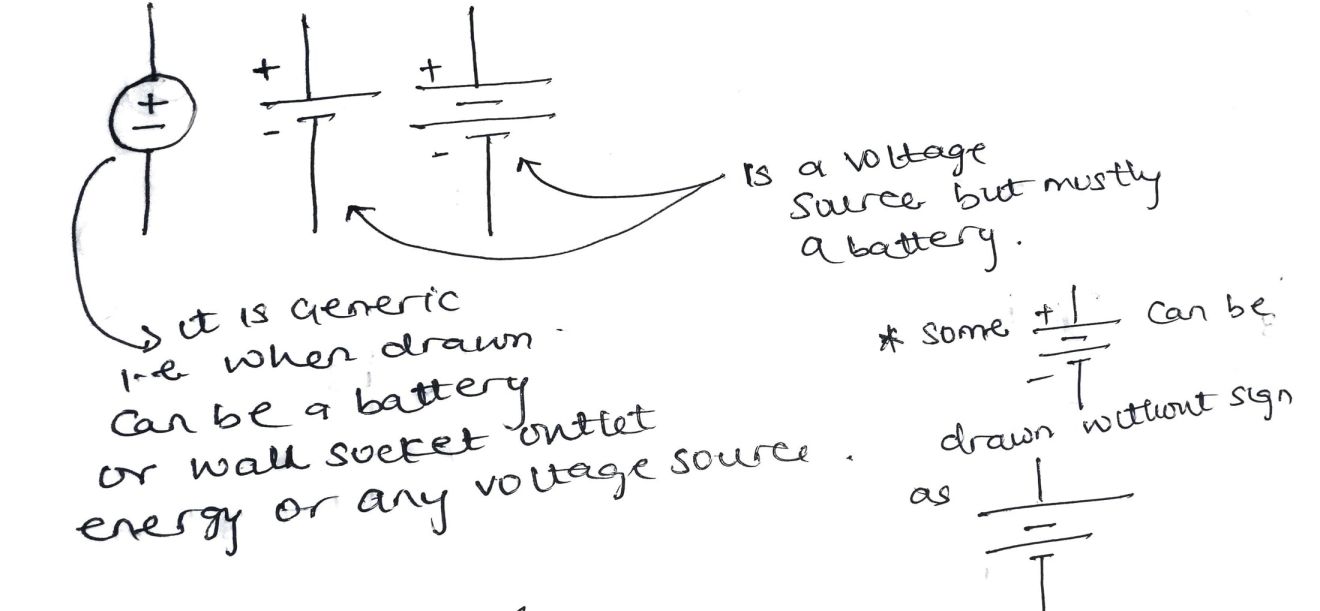 + + +
-
- -
is a voltage
source but mostly
a battery.
it is Generic
i.e when drawn
can be a battery
or wall socket outlet
energy or any voltage source.
* some + - can be
drawn without sign
as